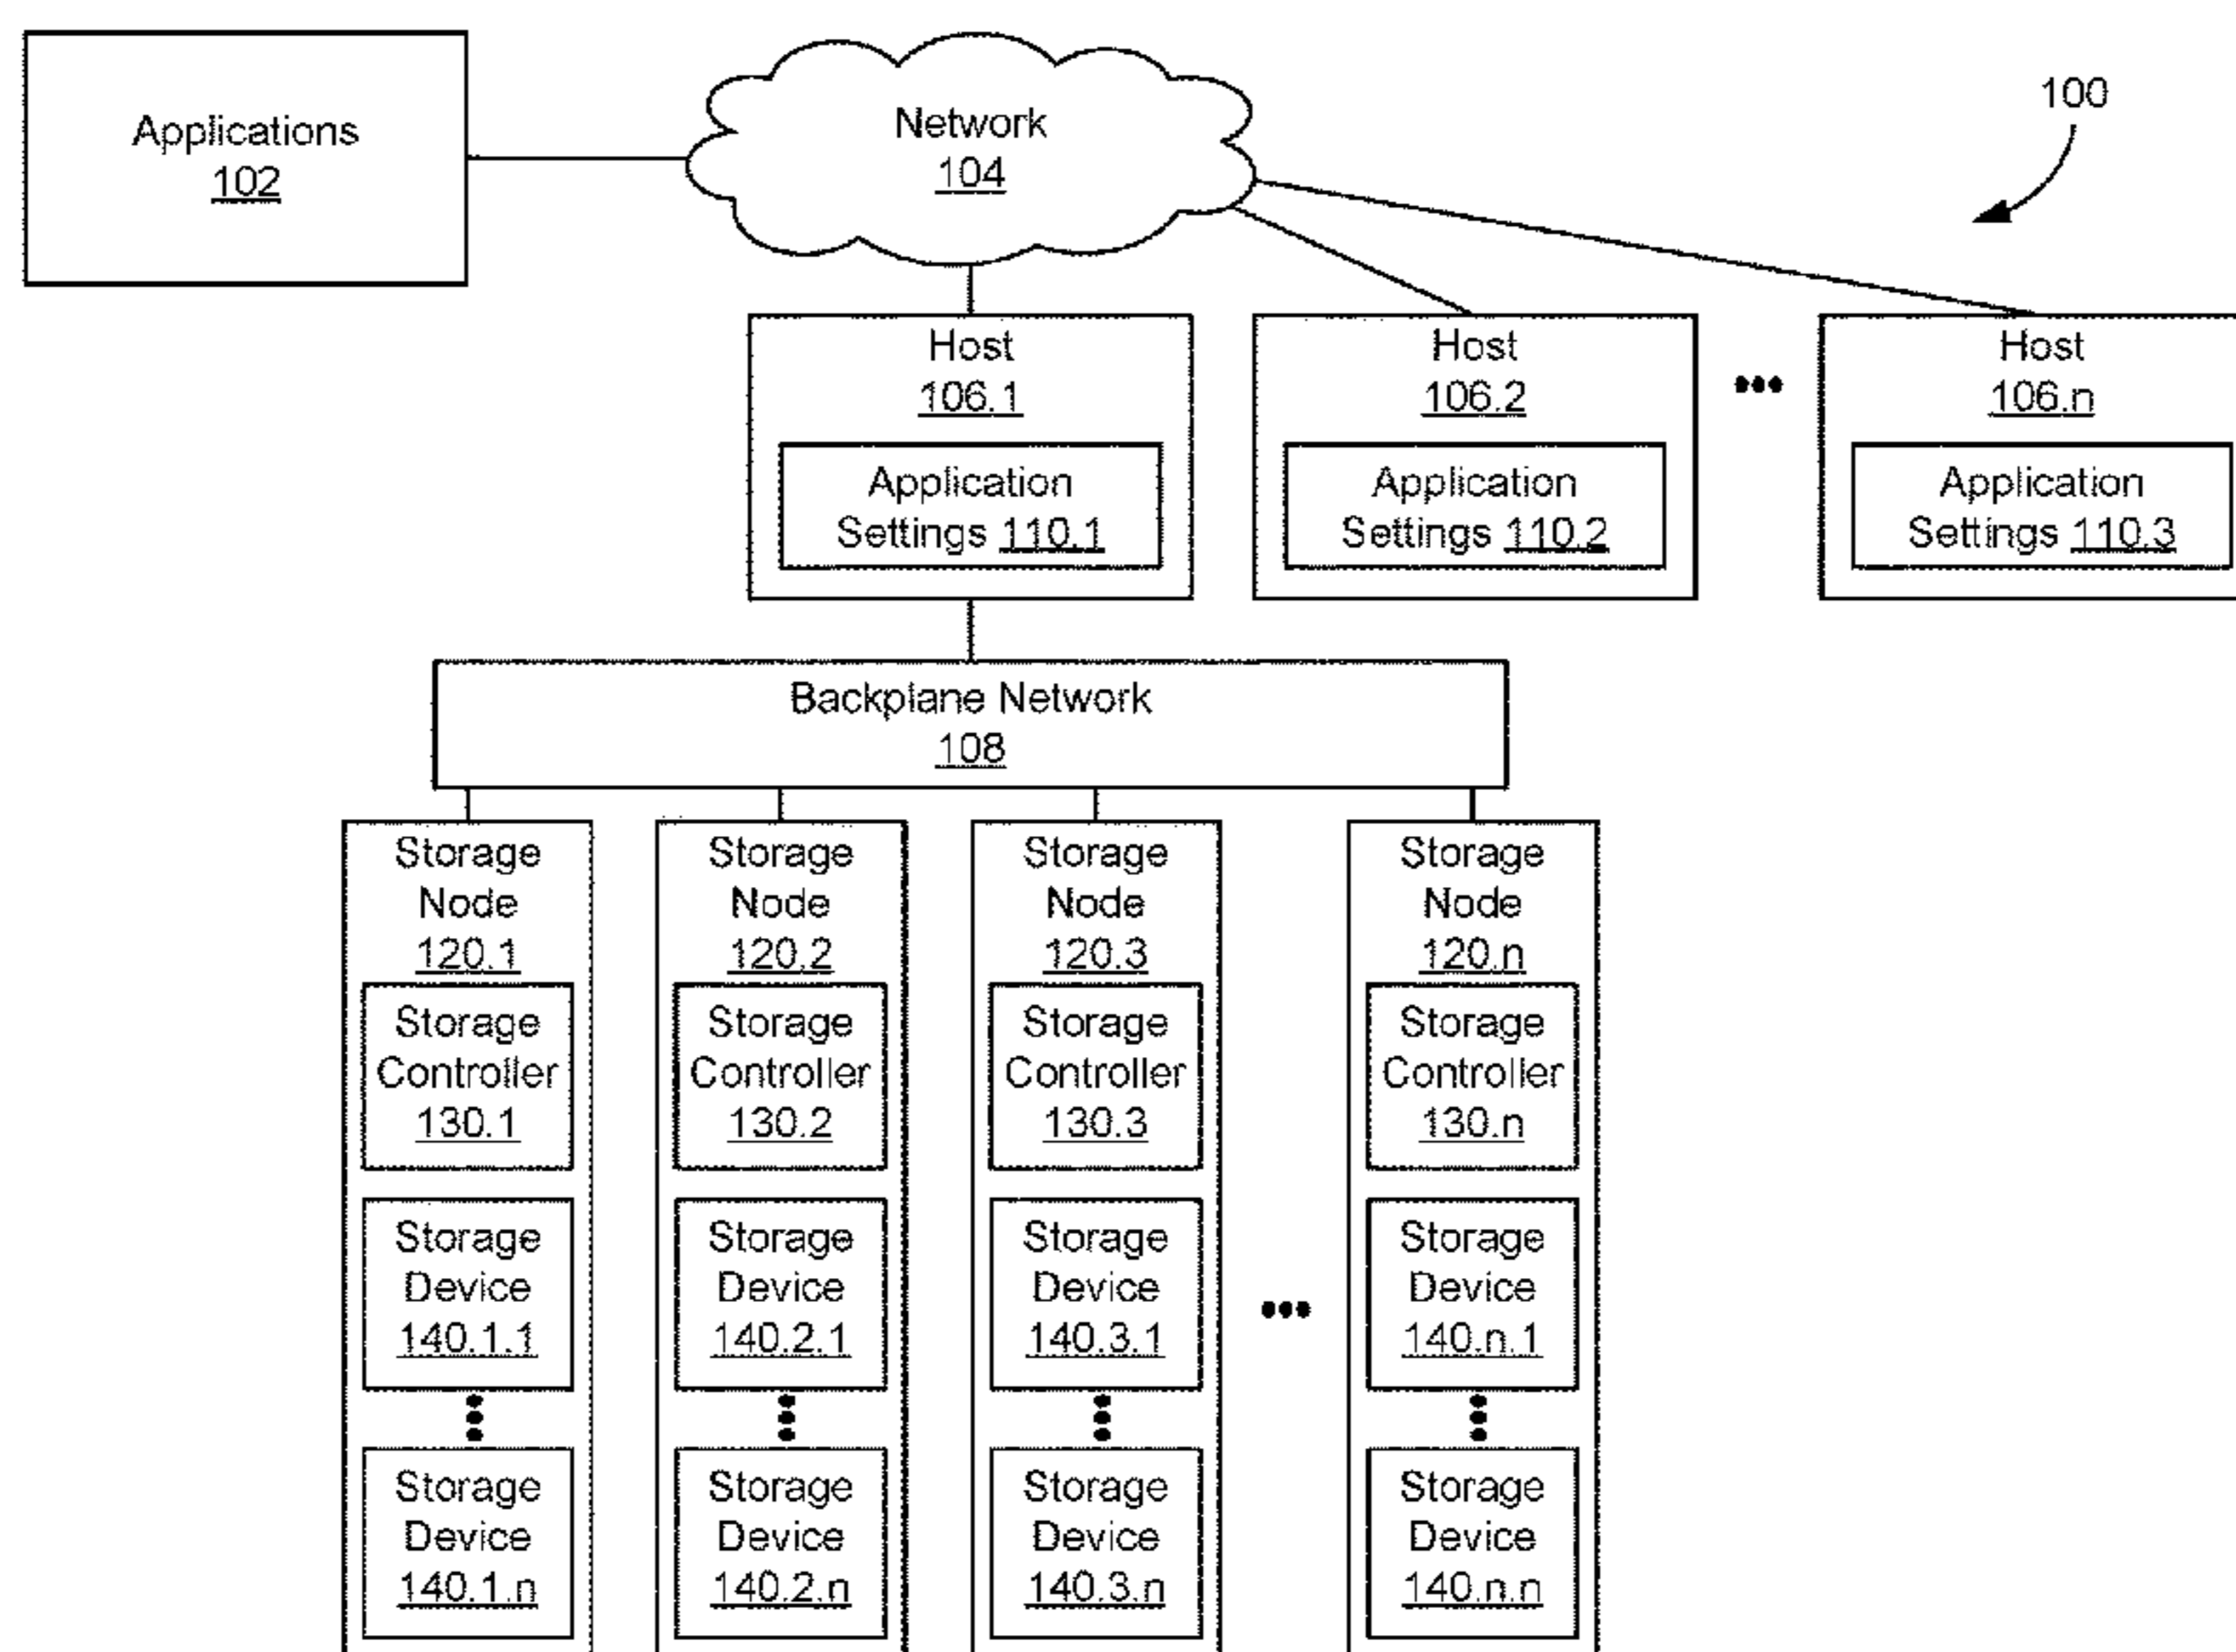 Applications
102
Network
104
100
Host
106.1
Application
Settings 110.1
Host
106.2
Application
Settings 110.2
Host
106.n
Application
Settings 110.3
Backplane Network
108
Storage
Node
120.1
Storage
Controller
130.1
Storage
Device
140.1.1
Storage
Device
140.1.n
Storage
Node
120.2
Storage
Controller
130.2
Storage
Device
140.2.1
Storage
Device
140.2.n
Storage
Node
120.3
Storage
Controller
130.3
Storage
Device
140.3.1
Storage
Device
140.3.n
Storage
Node
120.n
Storage
Controller
130.n
Storage
Device
140.n.1
Storage
Device
140.n.n